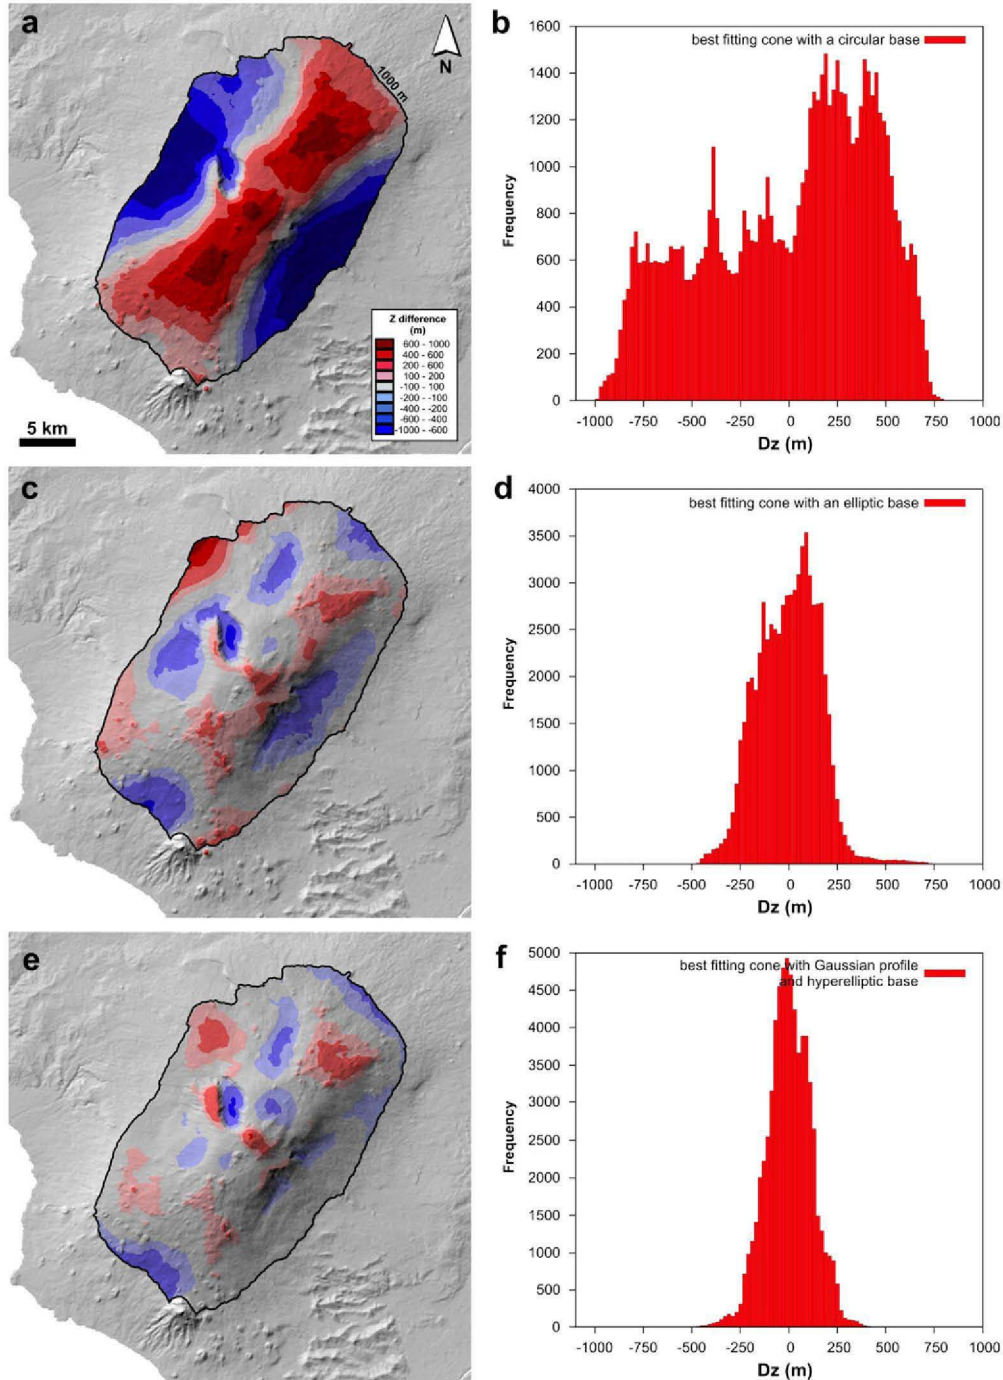 a
N
1000 m
Z difference
(m)
600 - 1000
400 - 600
200 - 600
100 - 200
-100 - 100
-200 - -100
-400 - -200
-600 - -400
-1000 - -600
5 km
b
best fitting cone with a circular base
1600
1400
1200
1000
800
600
400
200
0
Frequency
-1000 -750 -500 -250 0 250 500 750 1000
Dz (m)
c
d
best fitting cone with an elliptic base
4000
3500
3000
2500
2000
1500
1000
500
0
Frequency
-1000 -750 -500 -250 0 250 500 750 1000
Dz (m)
e
f
best fitting cone with Gaussian profile
and hyperelliptic base
5000
4500
4000
3500
3000
2500
2000
1500
1000
500
0
Frequency
-1000 -750 -500 -250 0 250 500 750 1000
Dz (m)